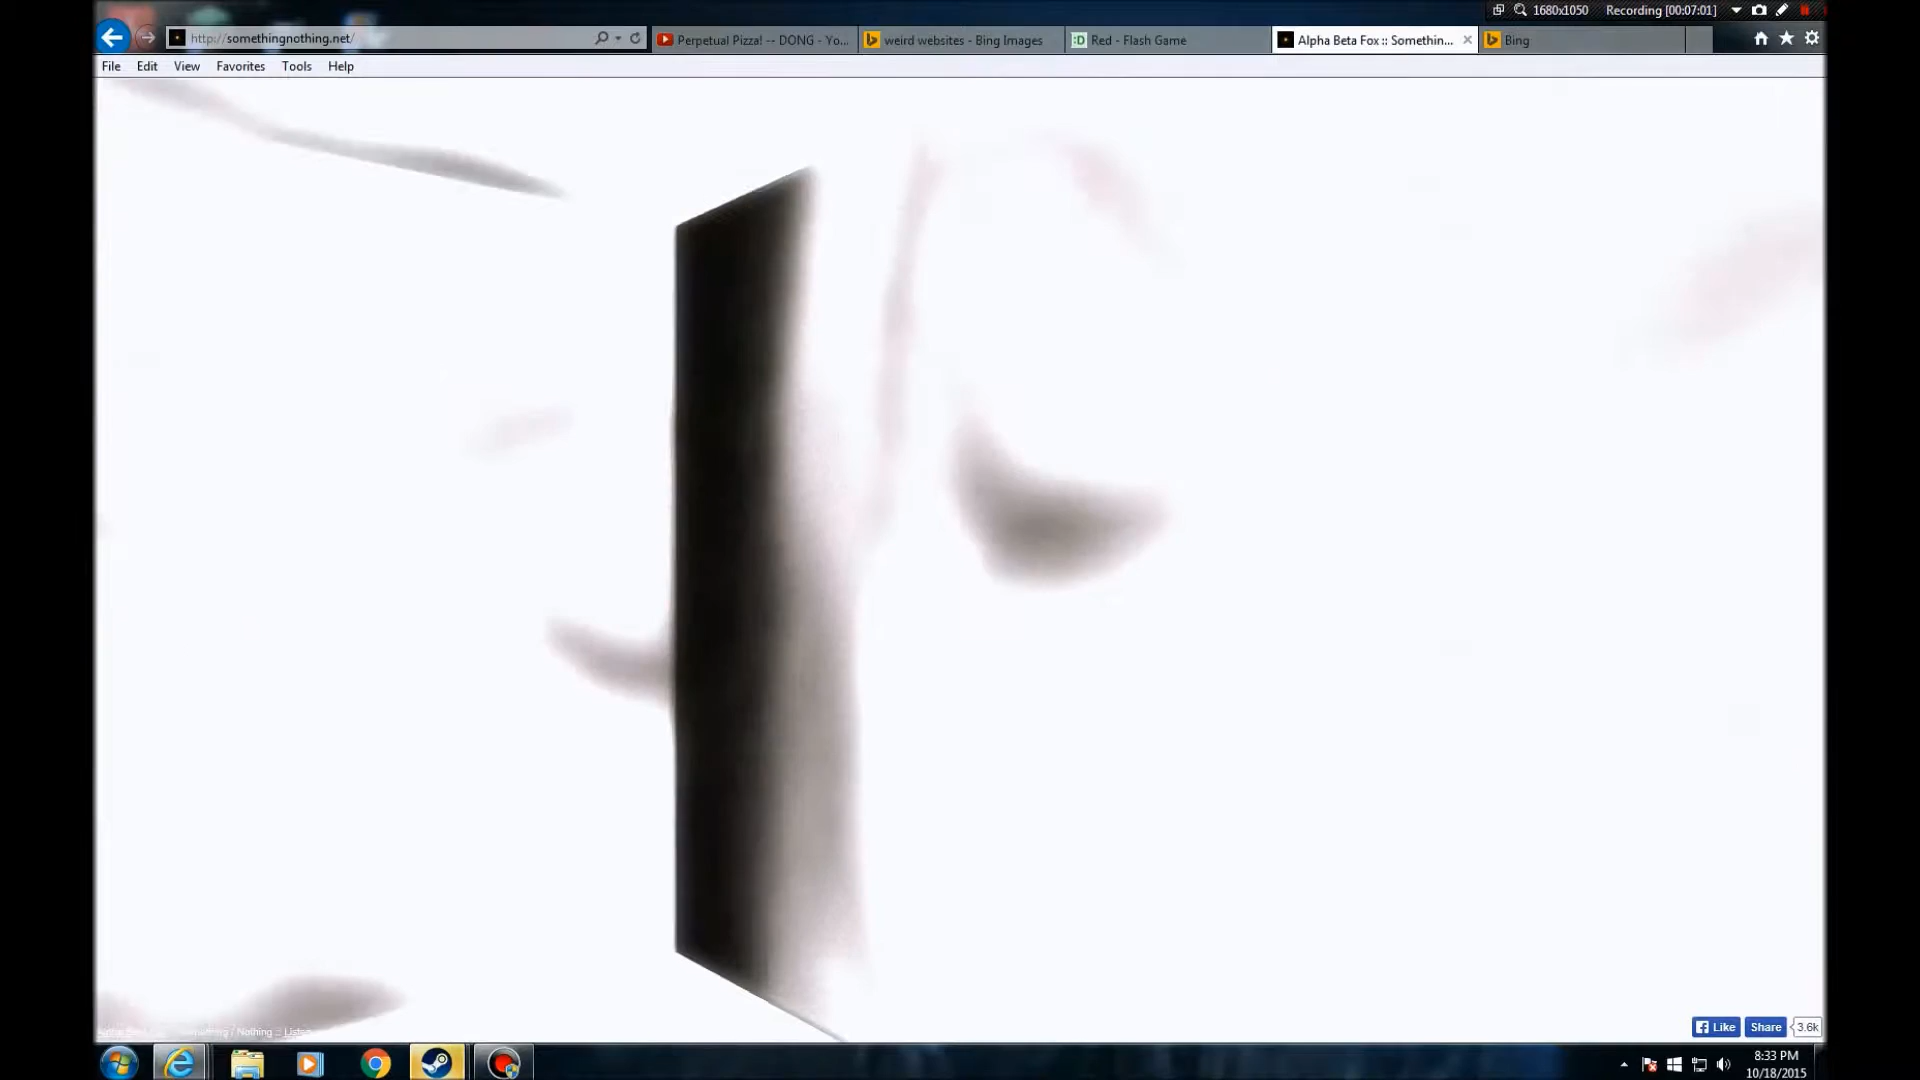 1680x1050 Recording [00:07:01]
http://somethingnothing.net/
Perpetual Pizza! -- DONG - Yo...
weird websites - Bing Images
Red - Flash Game
Alpha Beta Fox :: Somethin...
Bing
File Edit View Favorites Tools Help
/ Nothing :: Listen
Like Share 3.6k
8:33 PM
10/18/2015